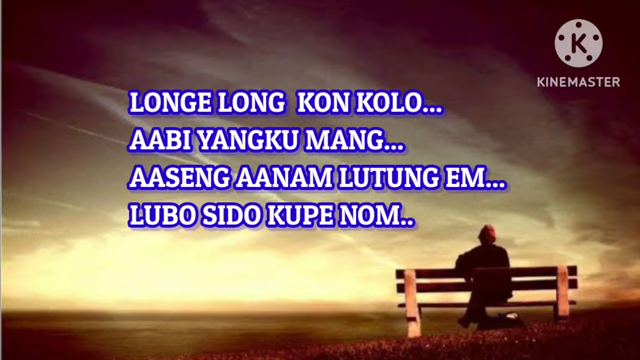 KINEMASTER
LONGE LONG KON KOLO...
AABI YANGKU MANG...
AASENG AANAM LUTUNG EM...
LUBO SIDO KUPE NOM..